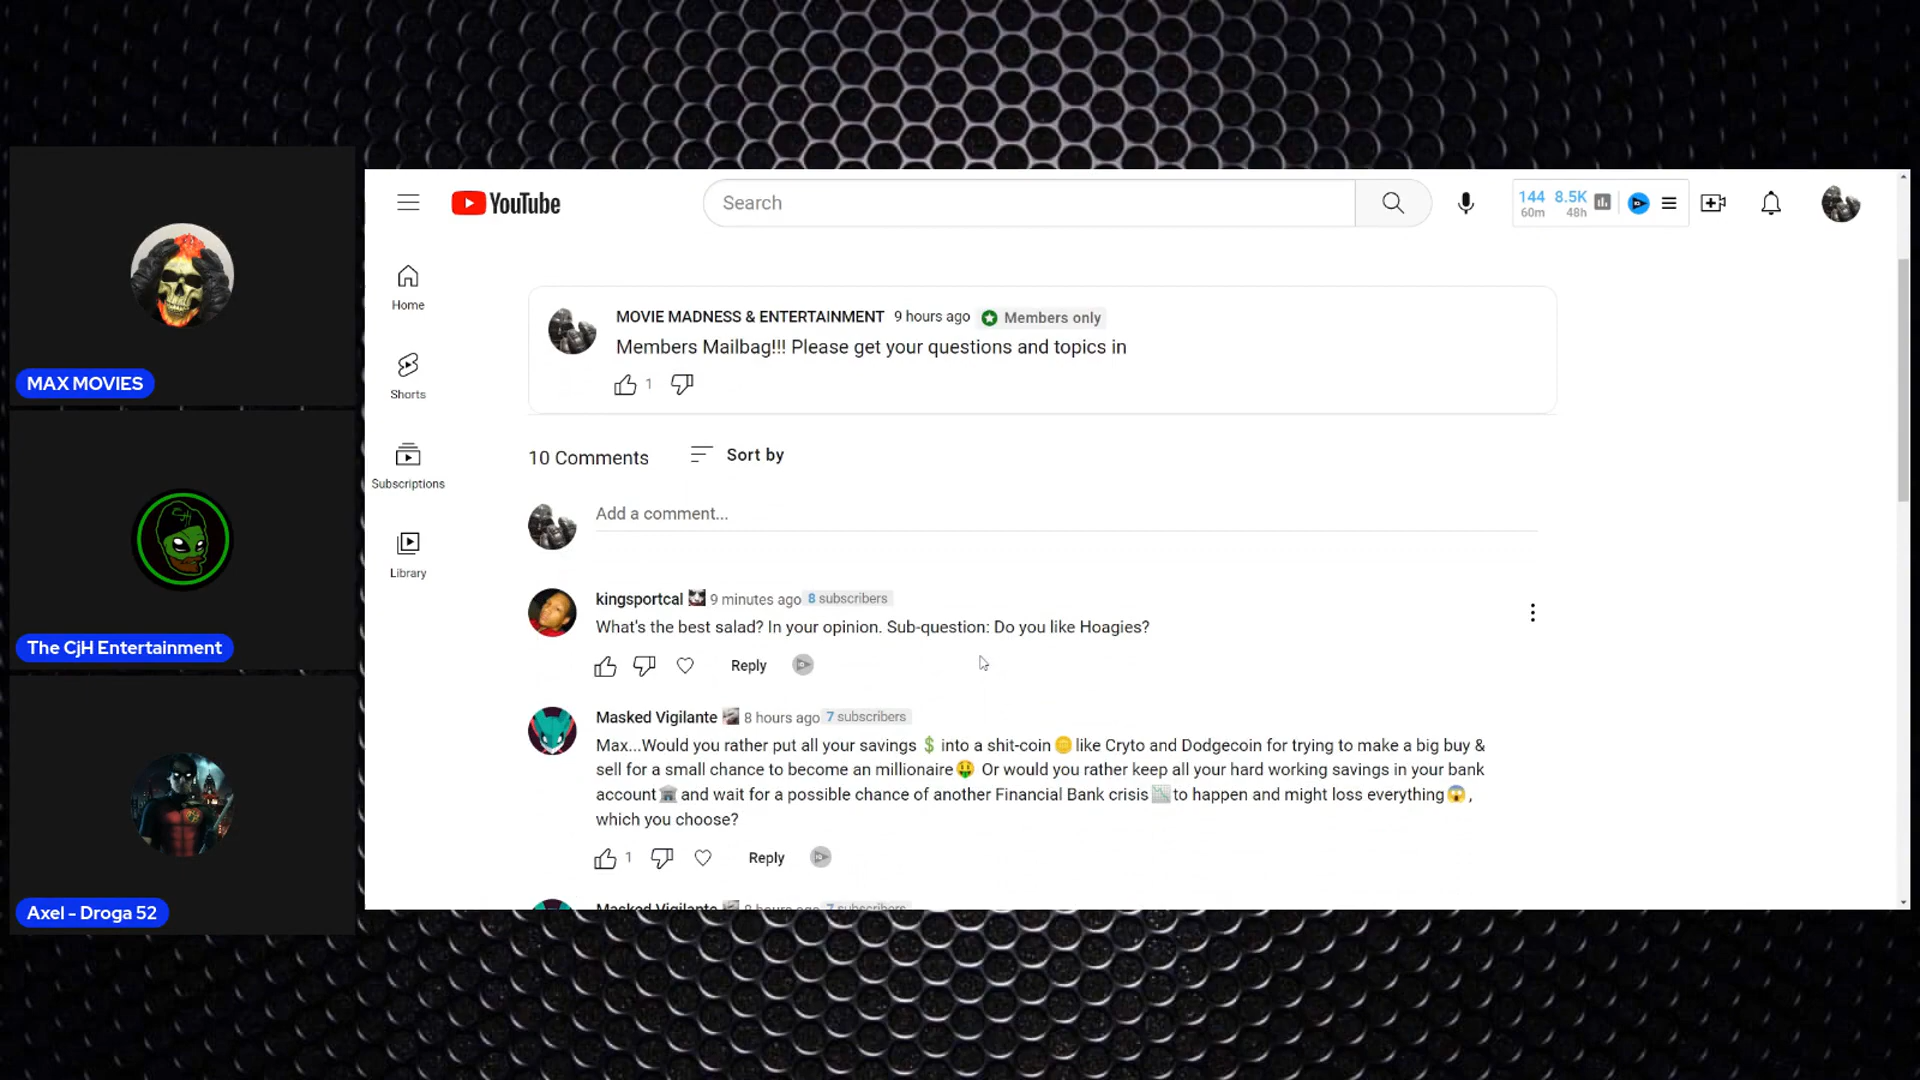 MAX MOVIES
The CjH Entertainment
Axel - Droga 52
YouTube
Search
144 8.5K
60m 48h
Home
Shorts
Subscriptions
Library
MOVIE MADNESS & ENTERTAINMENT 9 hours ago Members only
Members Mailbag!!! Please get your questions and topics in
1
10 Comments Sort by
Add a comment...
kingsportcal 9 minutes ago 8 subscribers
What's the best salad? In your opinion. Sub-question: Do you like Hoagies?
Reply
Masked Vigilante 8 hours ago 7 subscribers
Max...Would you rather put all your savings 💲 into a shit-coin 🪙 like Cryto and Dodgecoin for trying to make a big buy &
sell for a small chance to become an millionaire🤑 Or would you rather keep all your hard working savings in your bank
account🏦 and wait for a possible chance of another Financial Bank crisis📉 to happen and might loss everything😱,
which you choose?
1 Reply
Masked Vigilante 8 hours ago 7 subscribers